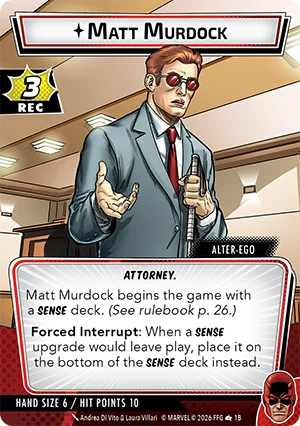 MATT MURDOCK
3
REC
ALTER-EGO
ATTORNEY.
Matt Murdock begins the game with
a SENSE deck. (See rulebook p. 26.)
Forced Interrupt: When a SENSE
upgrade would leave play, place it on
the bottom of the SENSE deck instead.
HAND SIZE 6 / HIT POINTS 10
Andrea Di Vito & Laura Villari © MARVEL © 2026 FFG 1B